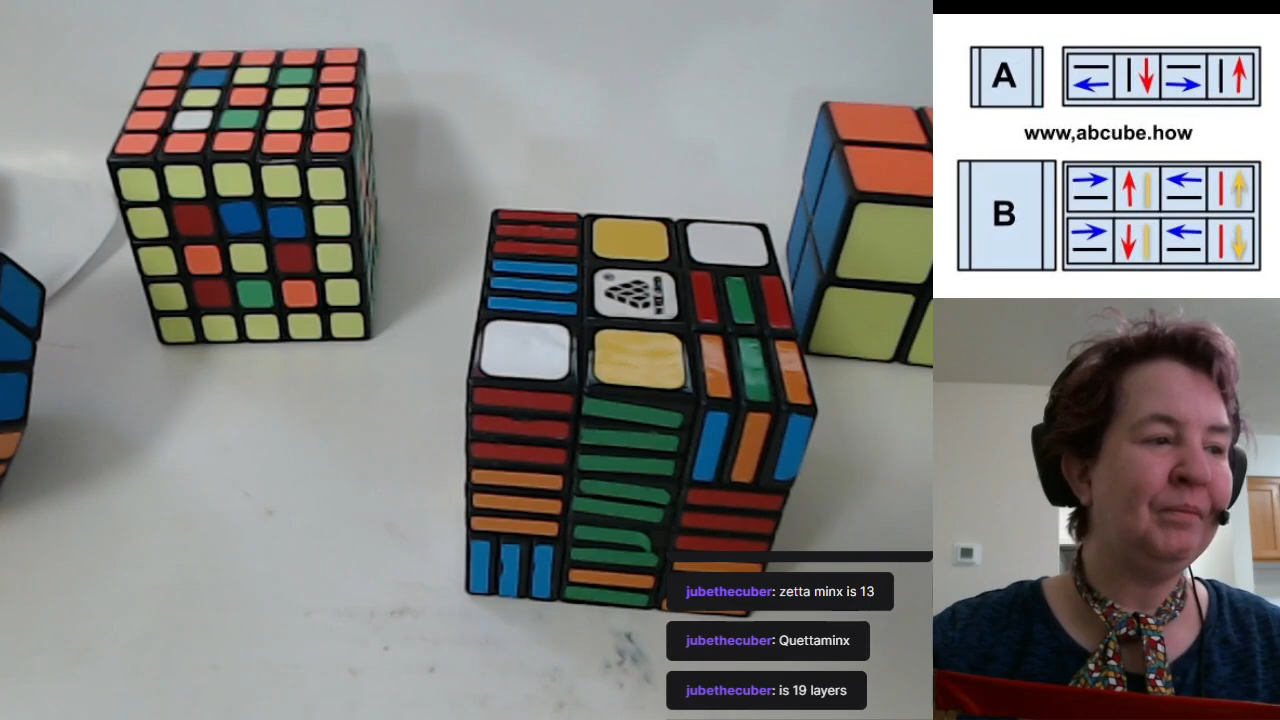 A
www,abcube.how
B
jubethecuber: zetta minx is 13
jubethecuber: Quettaminx
jubethecuber: is 19 layers